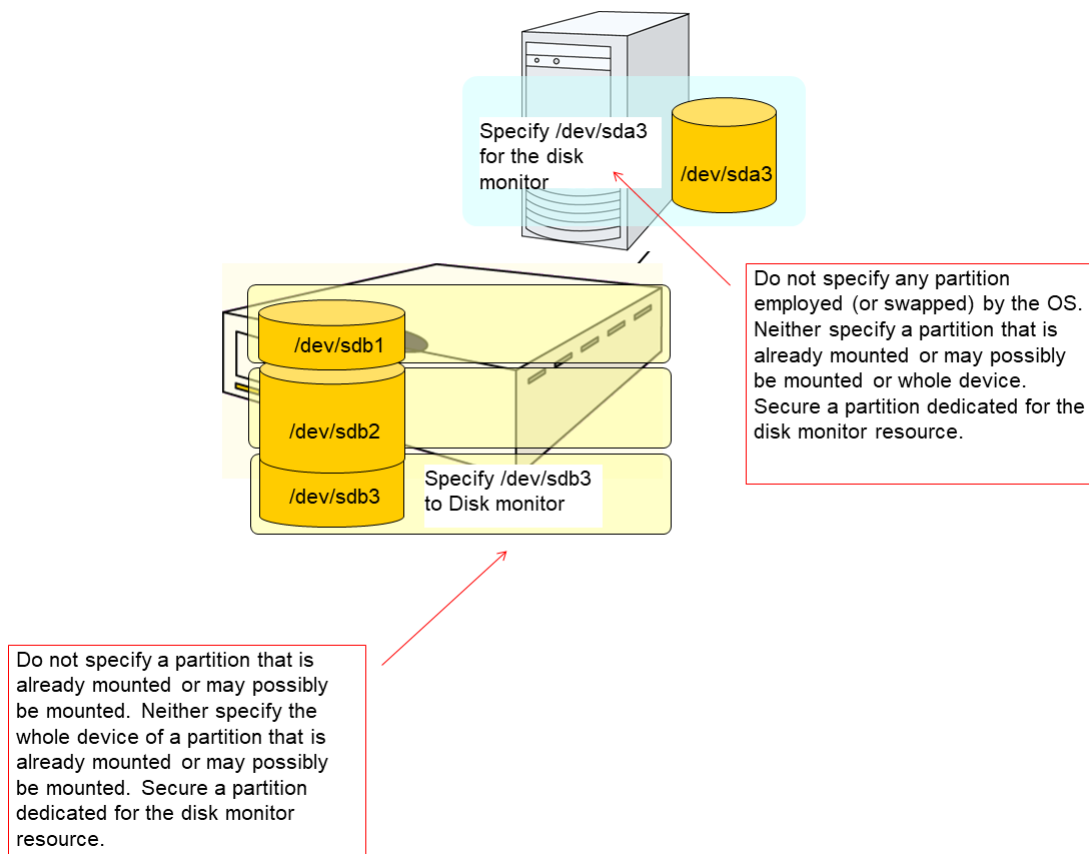 Specify /dev/sda3
for the disk
monitor
/dev/sda3
Do not specify any partition
employed (or swapped) by the OS.
Neither specify a partition that is
already mounted or may possibly
be mounted or whole device.
Secure a partition dedicated for the
disk monitor resource.
/dev/sdb1
/dev/sdb2
/dev/sdb3
Specify /dev/sdb3
to Disk monitor
Do not specify a partition that is
already mounted or may possibly
be mounted. Neither specify the
whole device of a partition that is
already mounted or may possibly
be mounted. Secure a partition
dedicated for the disk monitor
resource.